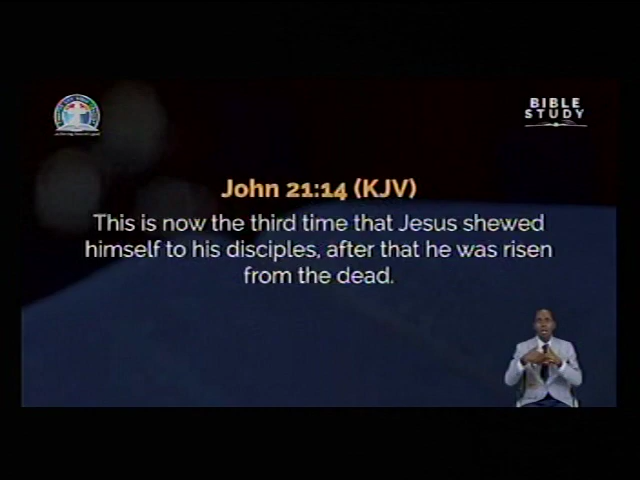 BIBLE
STUDY
John 21:14 (KJV)
This is now the third time that Jesus shewed
himself to his disciples, after that he was risen
from the dead.